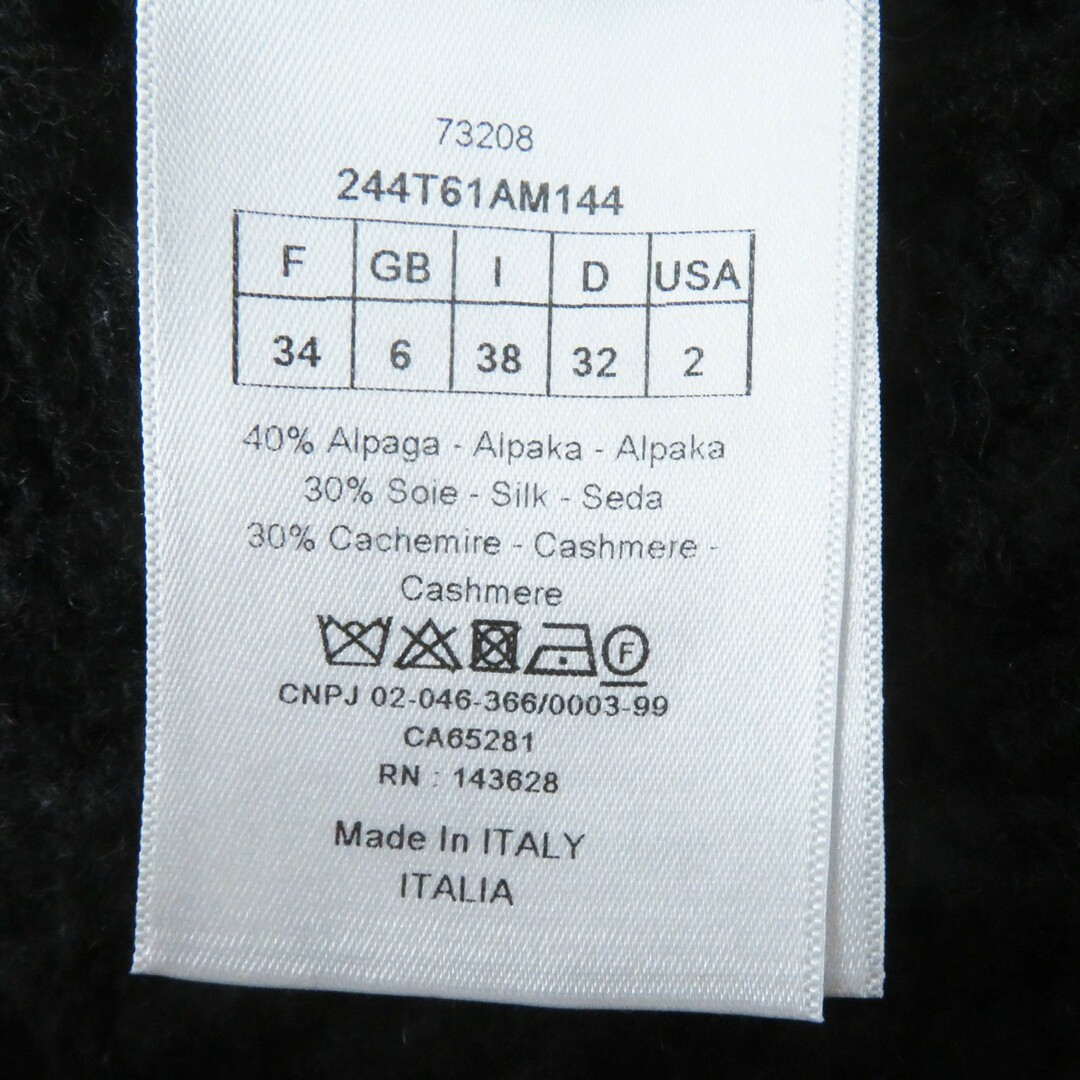 73208
244T61AM144
F GB I D USA
34 6 38 32 2
40% Alpaga - Alpaka - Alpaka
30% Soie - Silk - Seda
30% Cachemire - Cashmere -
Cashmere
F
CNPJ 02-046-366/0003-99
CA65281
RN : 143628
Made In ITALY
ITALIA